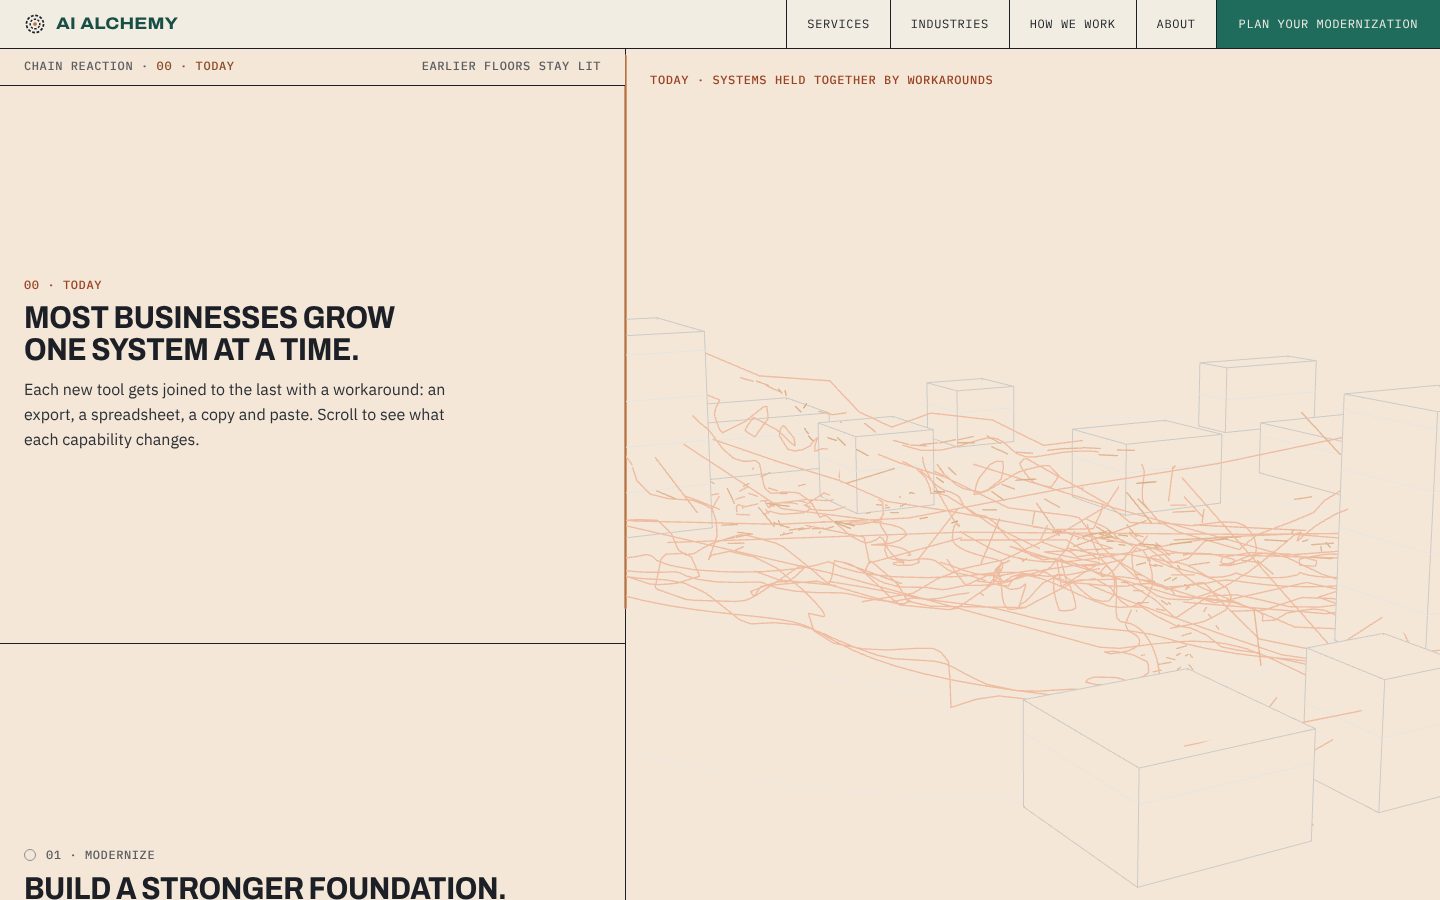 AI ALCHEMY
SERVICES
INDUSTRIES
HOW WE WORK
ABOUT
PLAN YOUR MODERNIZATION
CHAIN REACTION · 00 · TODAY
EARLIER FLOORS STAY LIT
TODAY · SYSTEMS HELD TOGETHER BY WORKAROUNDS
00 · TODAY
MOST BUSINESSES GROW
ONE SYSTEM AT A TIME.
Each new tool gets joined to the last with a workaround: an
export, a spreadsheet, a copy and paste. Scroll to see what
each capability changes.
01 · MODERNIZE
BUILD A STRONGER FOUNDATION.